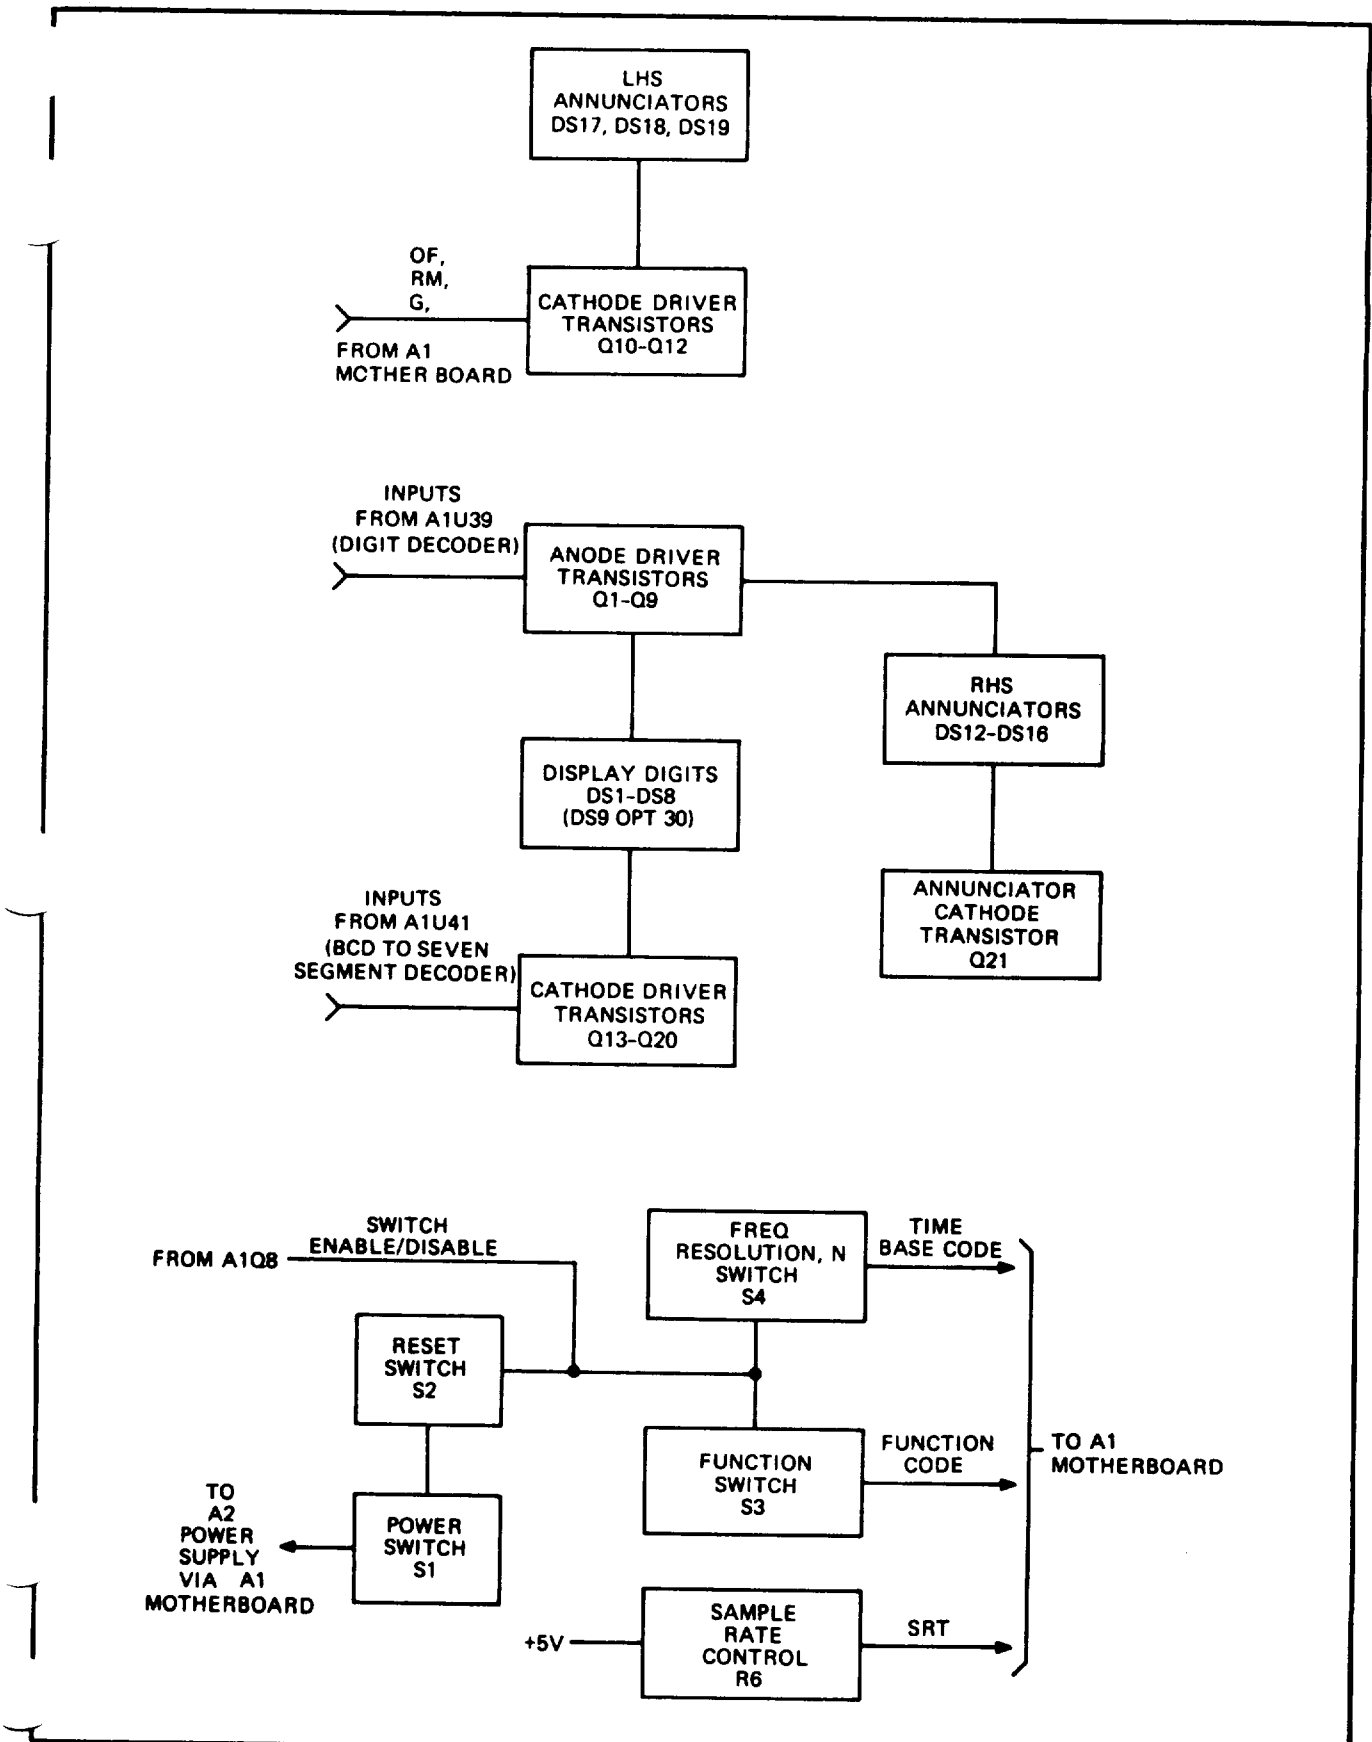 LHS
ANNUNCIATORS
DS17, DS18, DS19
OF,
RM,
G,
CATHODE DRIVER
TRANSISTORS
Q10-Q12
FROM A1
MCTHER BOARD
INPUTS
FROM A1U39
(DIGIT DECODER)
ANODE DRIVER
TRANSISTORS
Q1-Q9
RHS
ANNUNCIATORS
DS12-DS16
DISPLAY DIGITS
DS1-DS8
(DS9 OPT 30)
ANNUNCIATOR
CATHODE
TRANSISTOR
Q21
INPUTS
FROM A1U41
(BCD TO SEVEN
SEGMENT DECODER)
CATHODE DRIVER
TRANSISTORS
Q13-Q20
FROM A1Q8
SWITCH
ENABLE/DISABLE
FREQ
RESOLUTION, N
SWITCH
S4
TIME
BASE CODE
RESET
SWITCH
S2
FUNCTION
SWITCH
S3
FUNCTION
CODE
TO A1
MOTHERBOARD
TO
A2
POWER
SUPPLY
VIA A1
MOTHERBOARD
POWER
SWITCH
S1
+5V
SAMPLE
RATE
CONTROL
R6
SRT